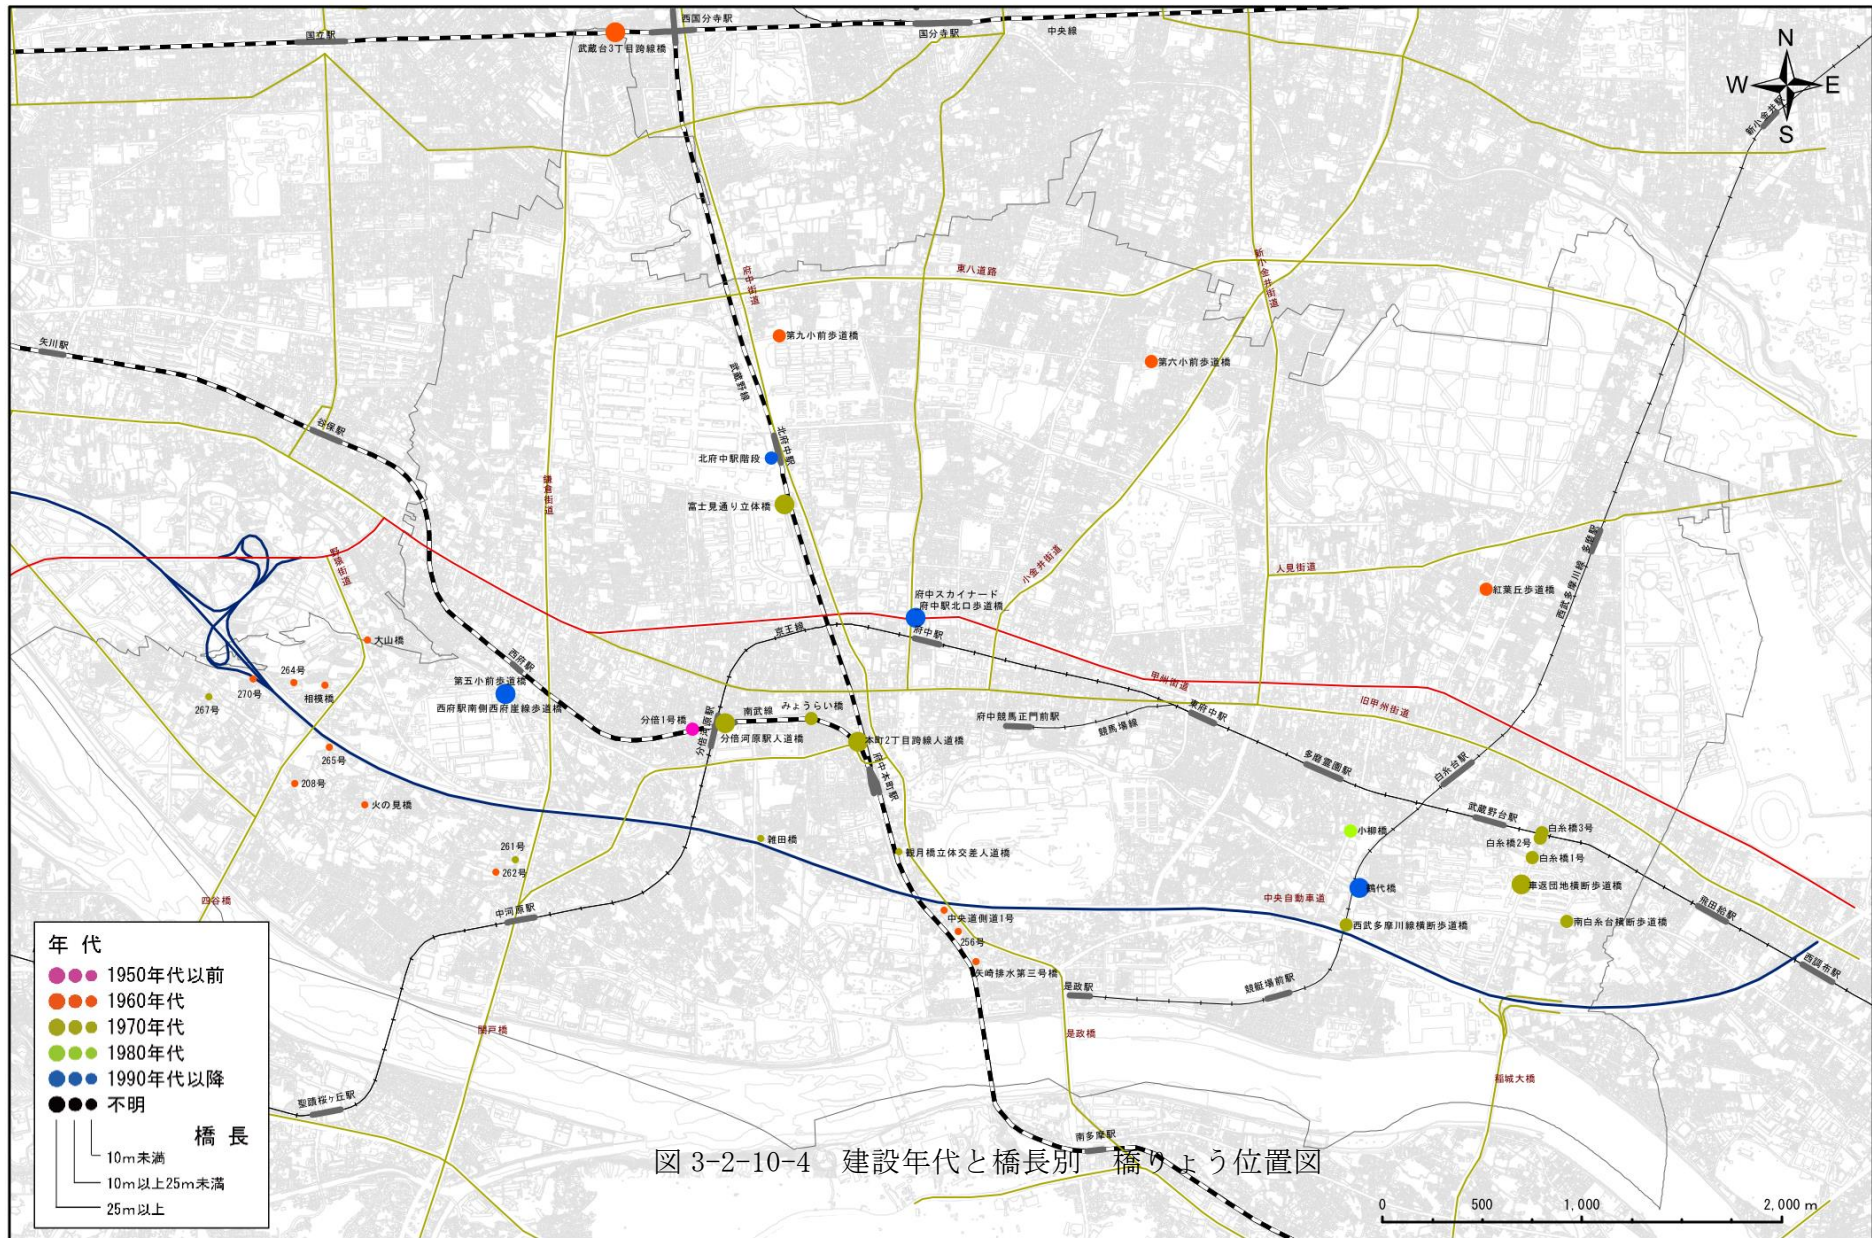 国立駅
西国分寺駅
武蔵台3丁目跨線橋
国分寺駅
中央線
N
W
E
S
新小金井駅
府中街道
東八道路
新小金井街道
矢川駅
第九小前歩道橋
第六小前歩道橋
武蔵野線
谷保駅
北府中駅
北府中駅階段
鎌倉街道
富士見通り立体橋
西武多摩川線
多磨駅
野猿街道
小金井街道
人見街道
紅葉丘歩道橋
府中スカイナード
府中駅北口歩道橋
京王線
府中駅
大山橋
264号
270号
相模橋
267号
西府駅
第五小前歩道橋
西府駅南側西府崖線歩道橋
甲州街道
旧甲州街道
分倍1号橋
分倍河原駅
南武線
みょうらい橋
分倍河原駅人道橋
本町2丁目跨線人道橋
府中競馬正門前駅
競馬場線
東府中駅
府中本町駅
多磨霊園駅
白糸台駅
265号
208号
火の見橋
武蔵野台駅
小柳橋
白糸橋3号
白糸橋2号
白糸橋1号
雑田橋
261号
262号
観月橋立体交差人道橋
車返団地横断歩道橋
鶴代橋
中央自動車道
四谷橋
中河原駅
中央道側道1号
256号
西武多摩川線横断歩道橋
南白糸台横断歩道橋
飛田給駅
矢崎排水第三号橋
是政駅
競艇場前駅
西調布駅
関戸橋
是政橋
稲城大橋
聖蹟桜ヶ丘駅
南多摩駅
年 代
1950年代以前
1960年代
1970年代
1980年代
1990年代以降
不明
橋 長
10m未満
10m以上25m未満
25m以上
図 3-2-10-4 建設年代と橋長別 橋りょう位置図
0 500 1,000 2,000 m